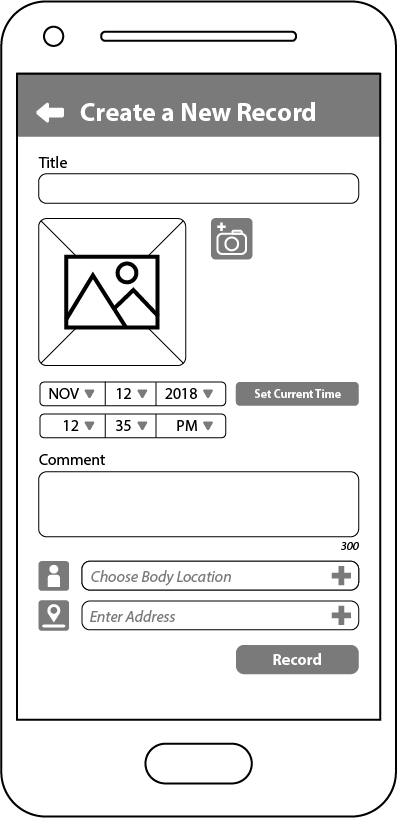 Create a New Record
Title
NOV 12 2018 Set Current Time
12 35 PM
Comment
300
Choose Body Location
Enter Address
Record